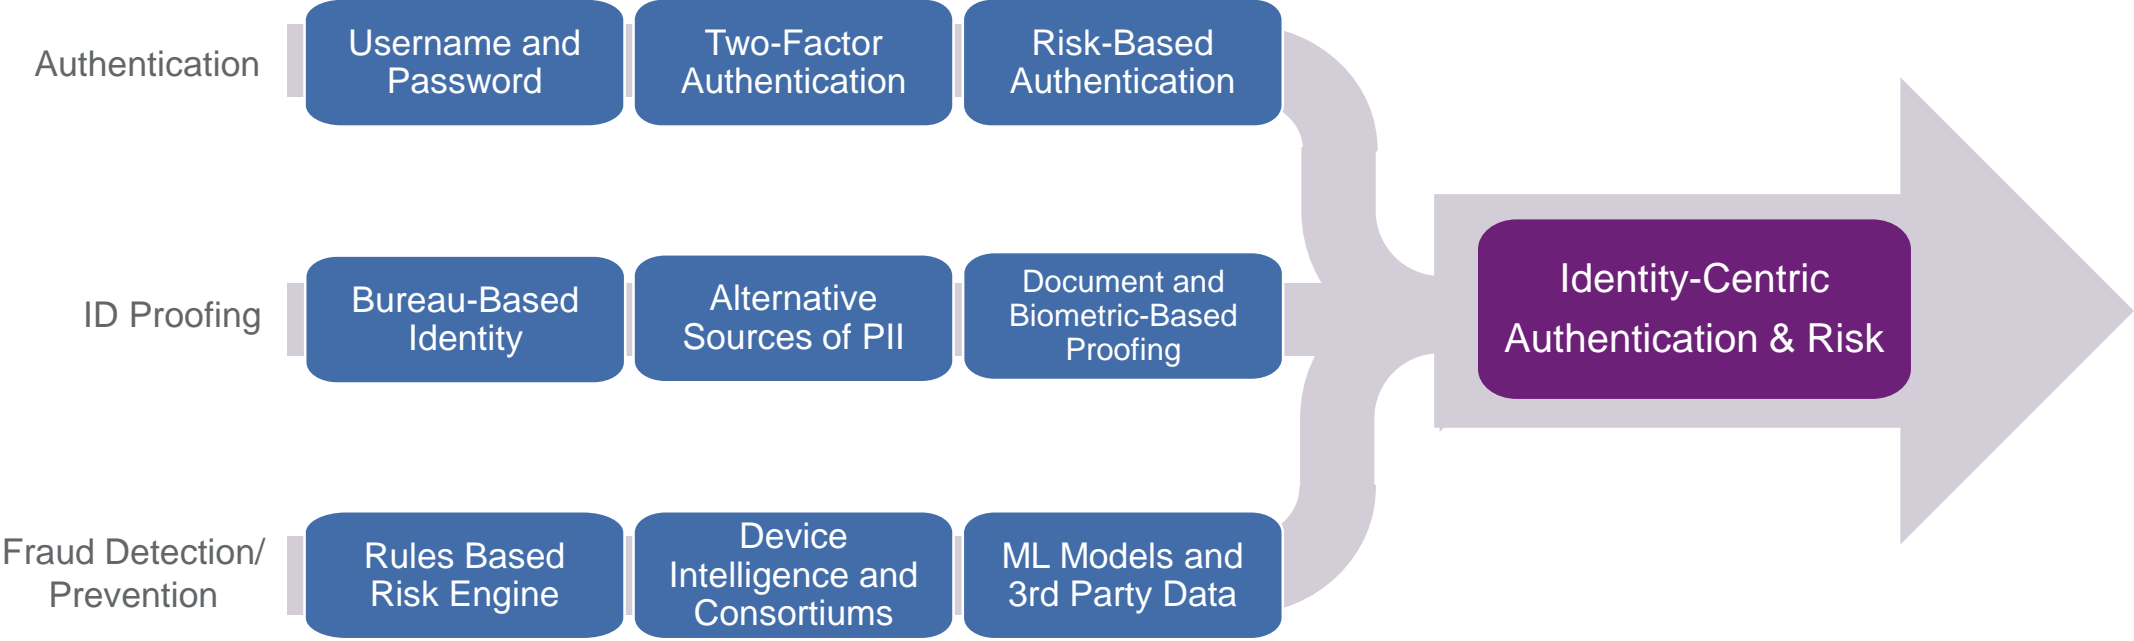 Authentication
Username and
Password
Two-Factor
Authentication
Risk-Based
Authentication
ID Proofing
Bureau-Based
Identity
Alternative
Sources of PII
Document and
Biometric-Based
Proofing
Identity-Centric
Authentication & Risk
Fraud Detection/
Prevention
Rules Based
Risk Engine
Device
Intelligence and
Consortiums
ML Models and
3rd Party Data